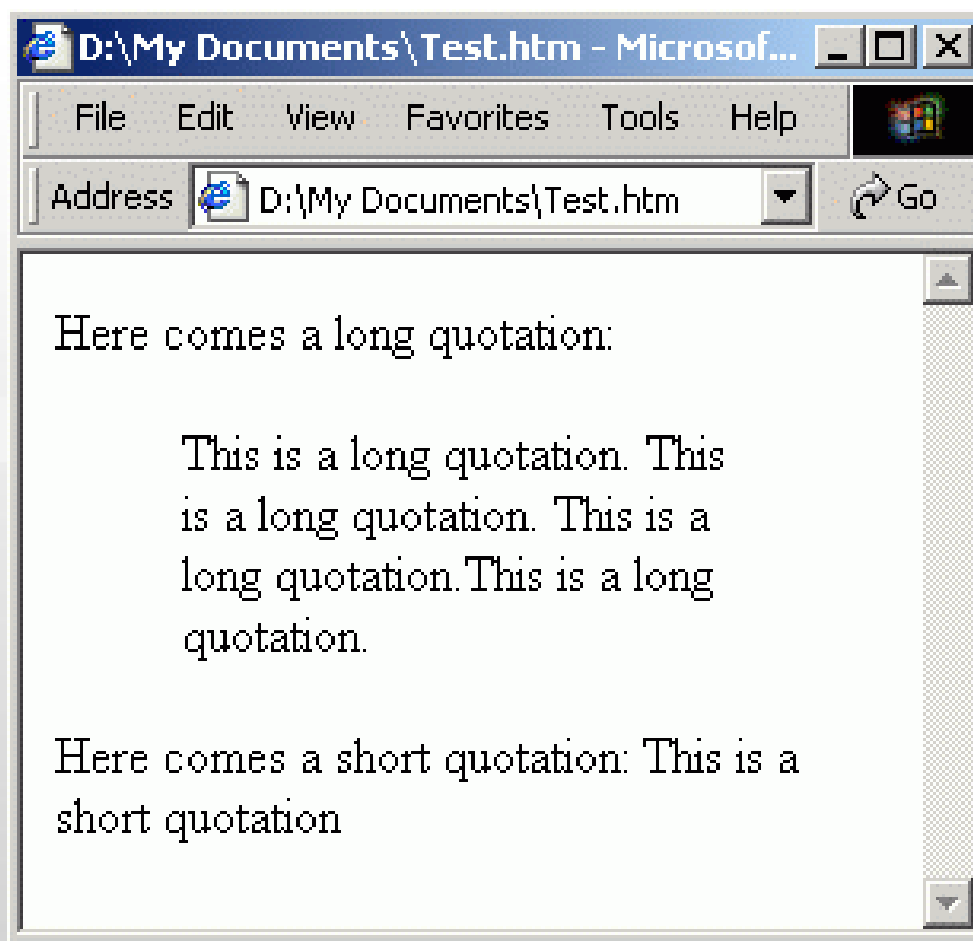 D:\My Documents\Test.htm - Microsof...
File Edit View Favorites Tools Help
Address D:\My Documents\Test.htm Go
Here comes a long quotation:
This is a long quotation. This
is a long quotation. This is a
long quotation.This is a long
quotation.
Here comes a short quotation: This is a
short quotation